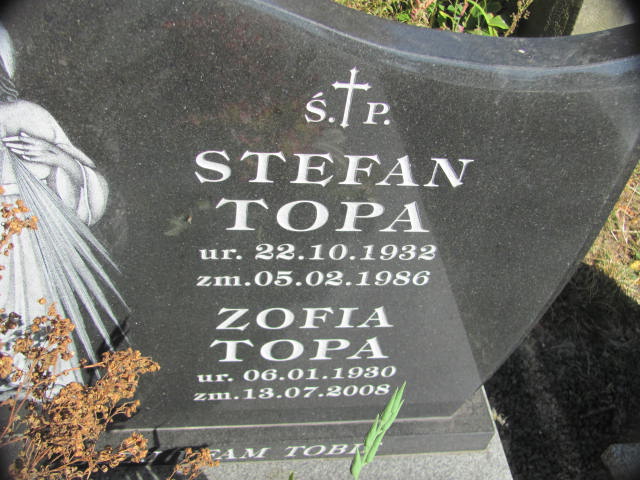 Ś. P.
STEFAN
TOPA
ur. 22.10.1932
zm.05.02.1986
ZOFIA
TOPA
ur. 06.01.1930
zm.13.07.2008
TOBIE